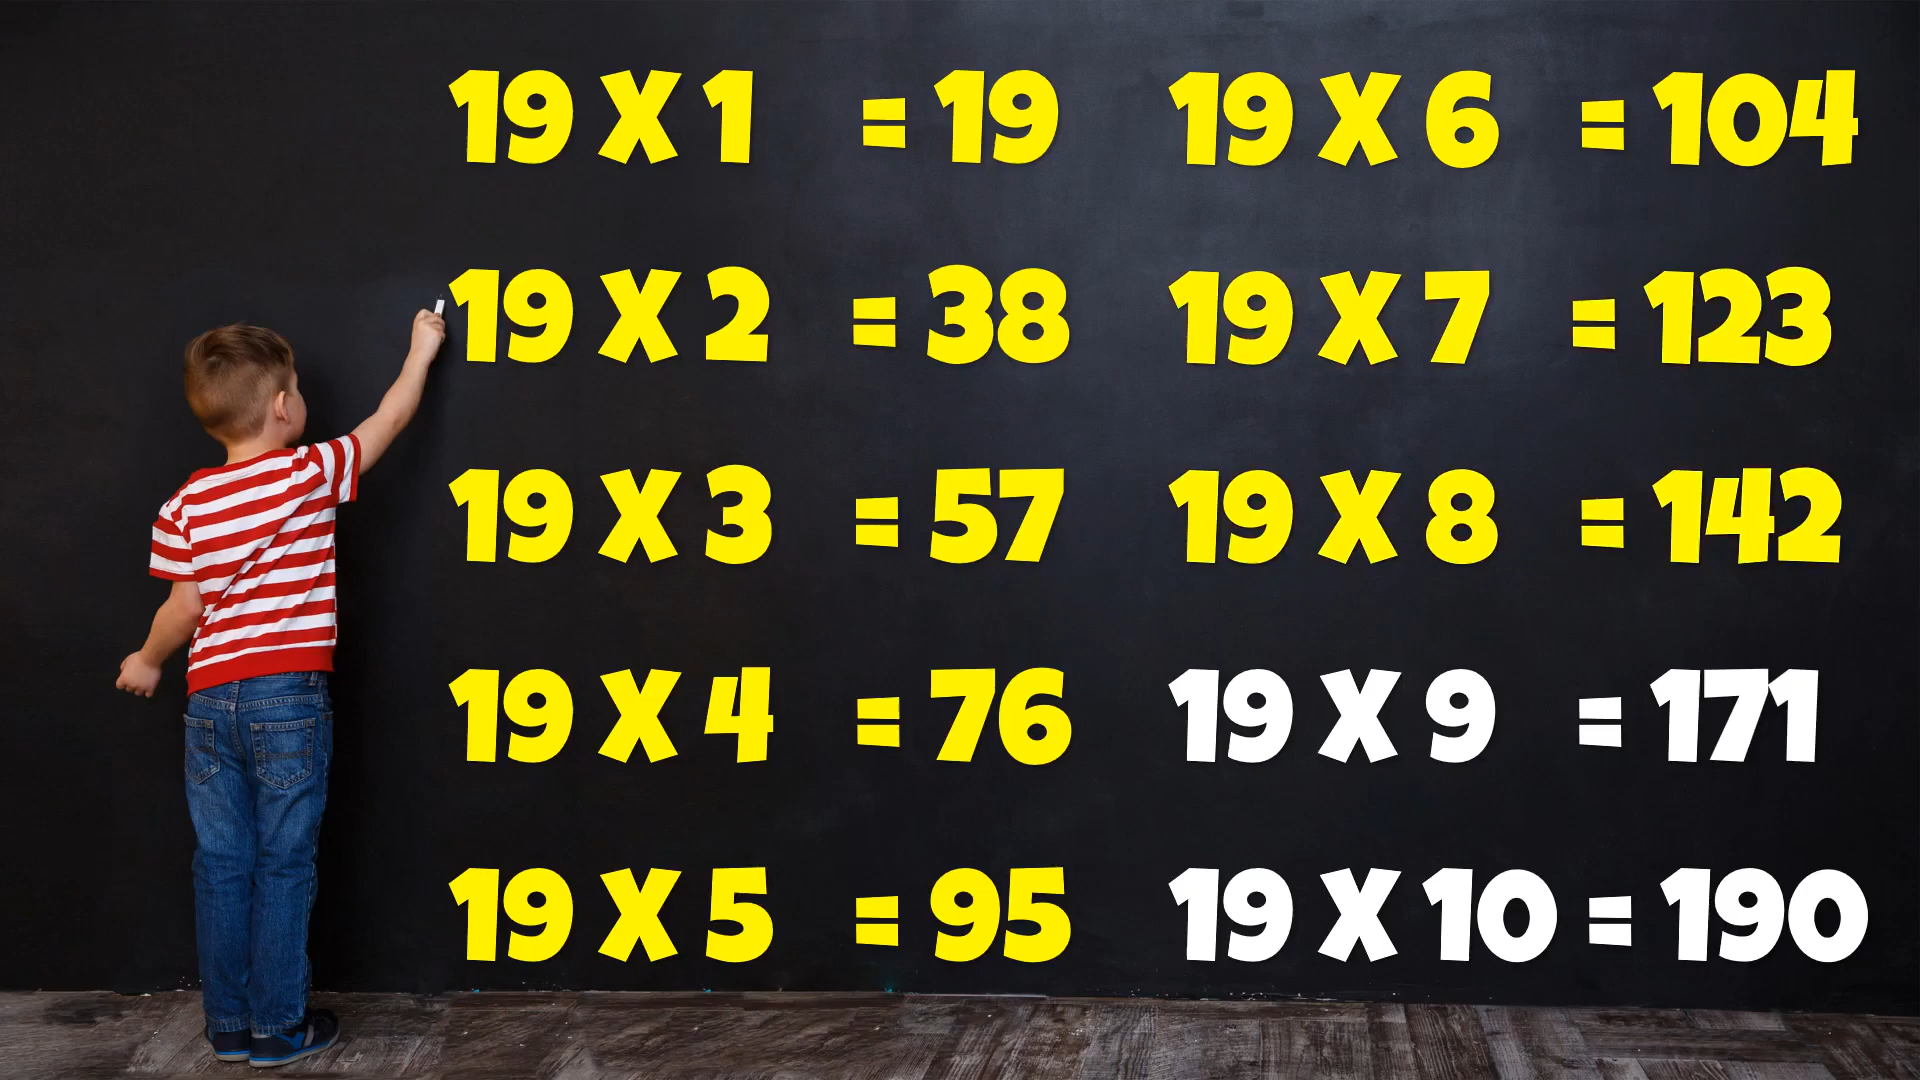 19 X 1 = 19
19 X 2 = 38
19 X 3 = 57
19 X 4 = 76
19 X 5 = 95
19 X 6 = 104
19 X 7 = 123
19 X 8 = 142
19 X 9 = 171
19 X 10 = 190